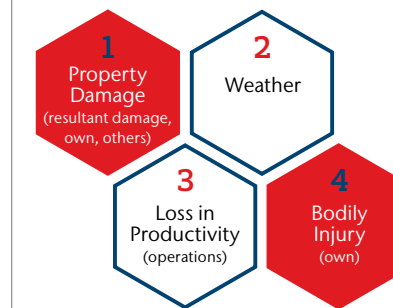 1
Property
Damage
(resultant damage,
own, others)
2
Weather
3
Loss in
Productivity
(operations)
4
Bodily
Injury
(own)